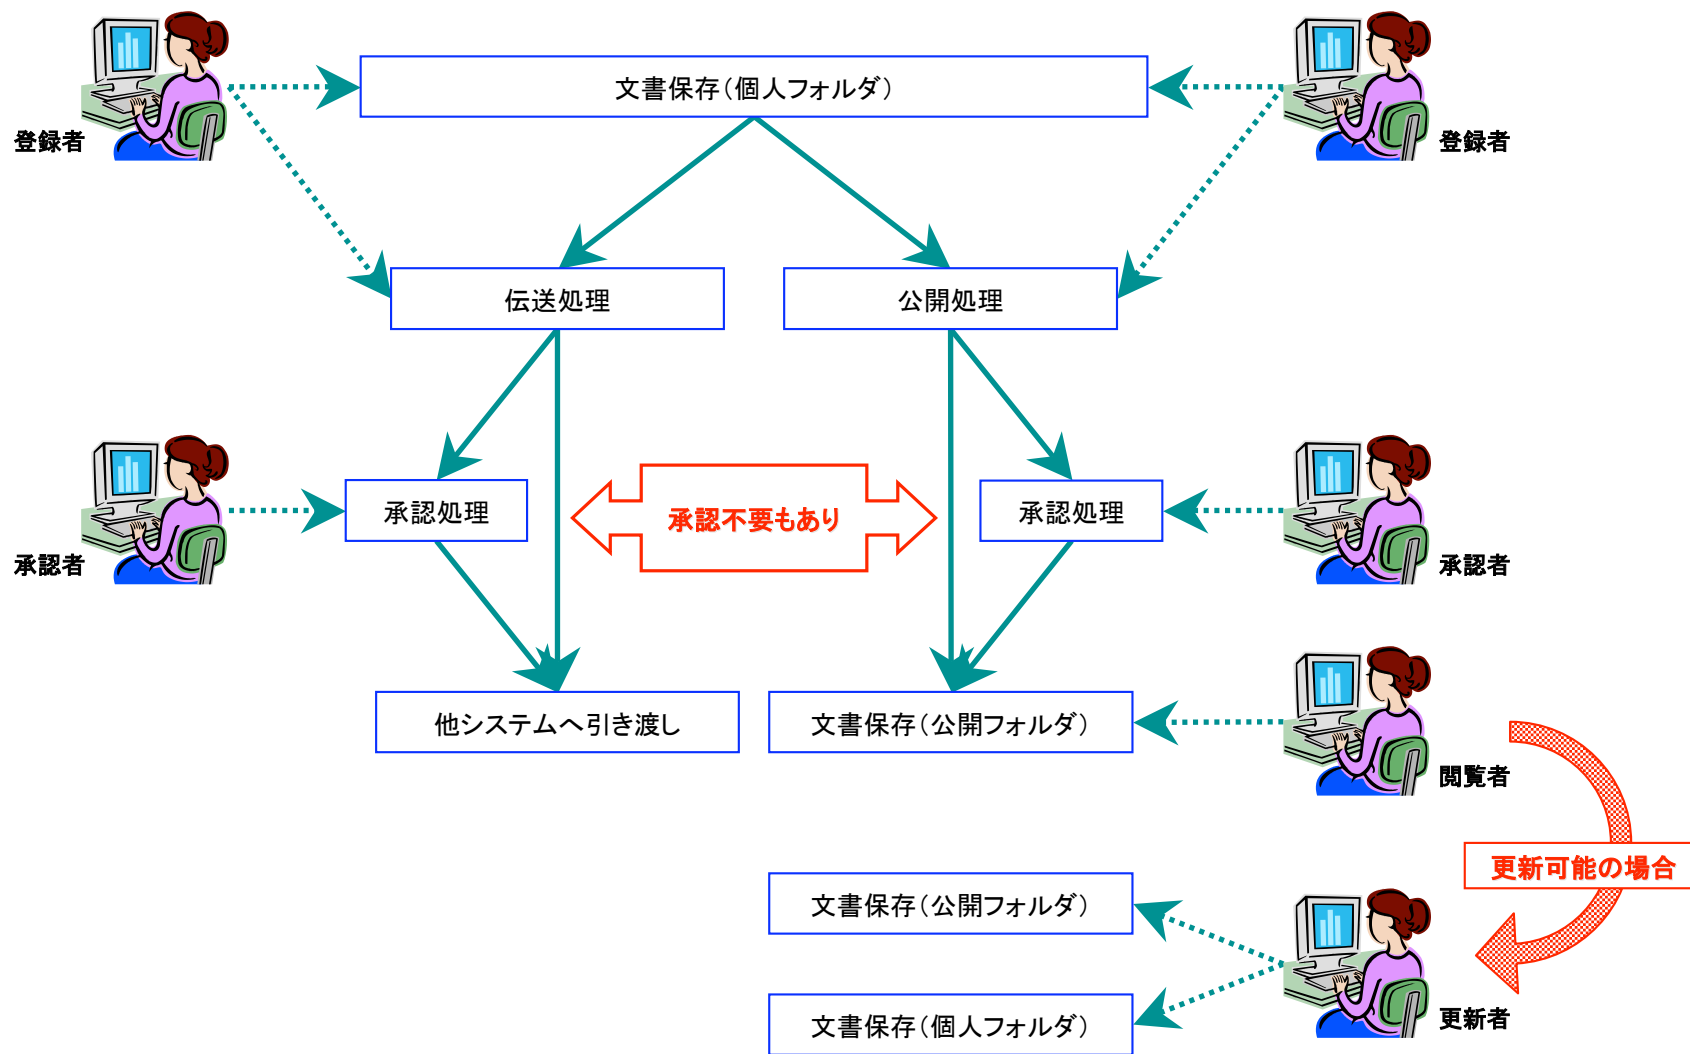 文書保存（個人フォルダ）
登録者
登録者
伝送処理
公開処理
承認処理
承認不要もあり
承認処理
承認者
承認者
他システムへ引き渡し
文書保存（公開フォルダ）
閲覧者
更新可能の場合
文書保存（公開フォルダ）
文書保存（個人フォルダ）
更新者